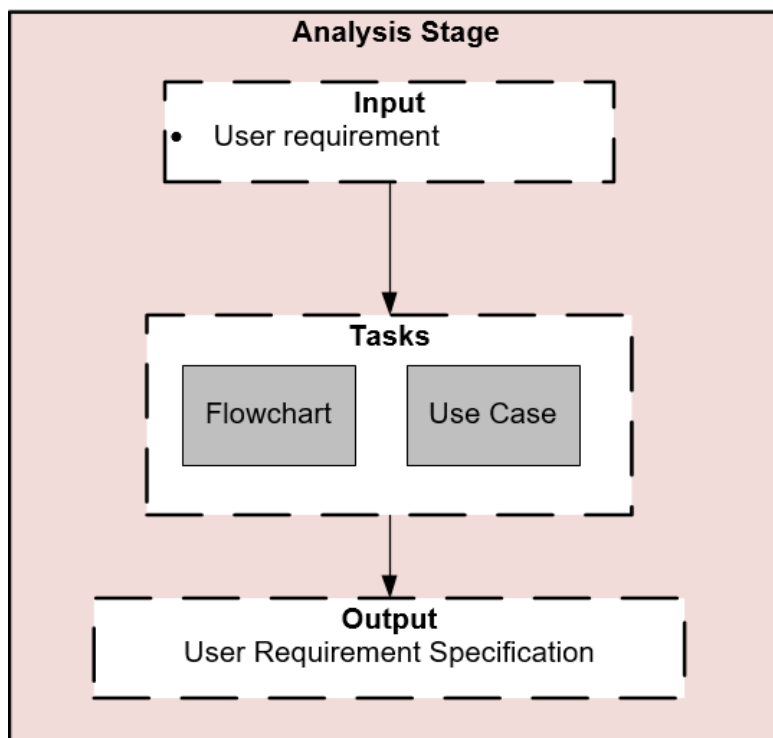 Analysis Stage
Input
• User requirement
Tasks
Flowchart
Use Case
Output
User Requirement Specification